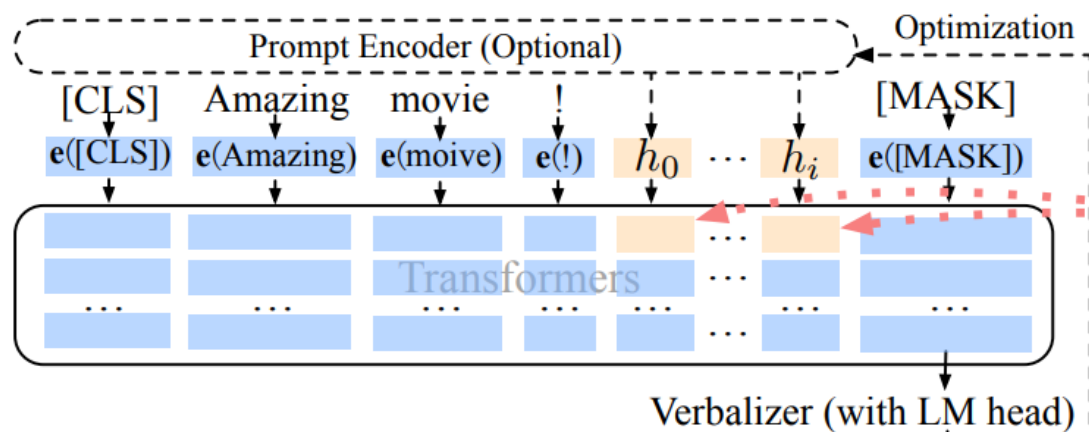 Prompt Encoder (Optional)
Optimization
[CLS] Amazing movie ! [MASK]
e([CLS]) e(Amazing) e(moive) e(!) h₀ ... hᵢ e([MASK])
...
Transformers
...
... ... ... ... ... ... ...
...
Verbalizer (with LM head)